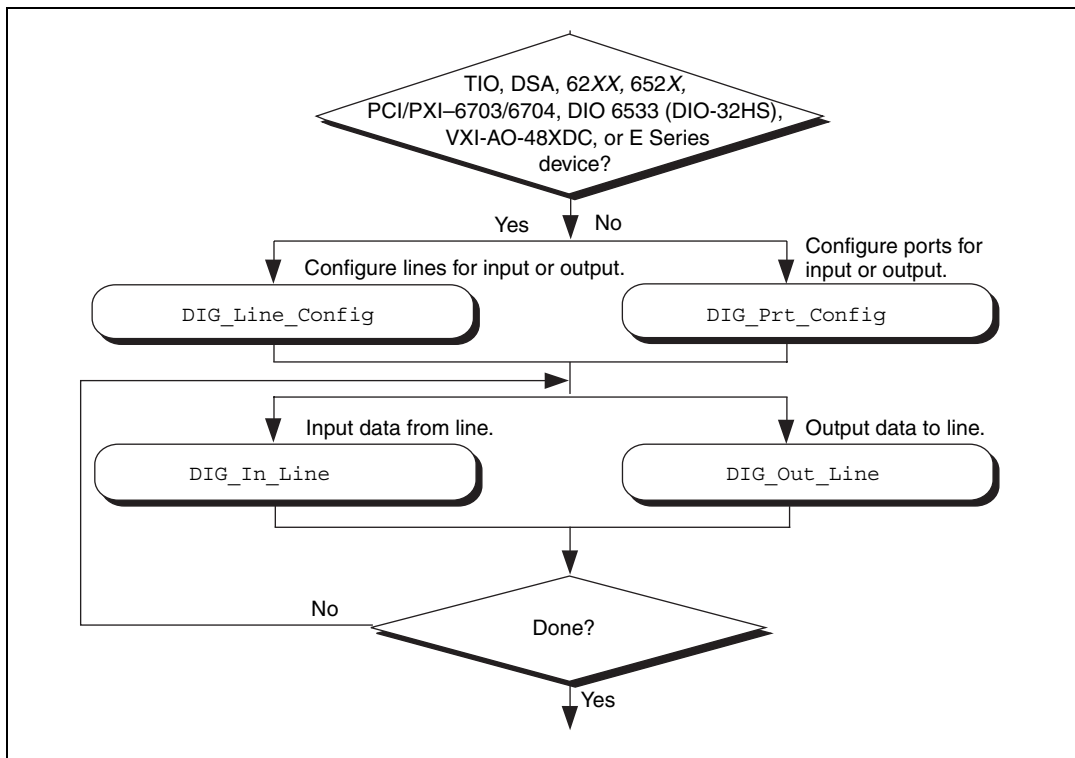 TIO, DSA, 62XX, 652X,
PCI/PXI–6703/6704, DIO 6533 (DIO-32HS),
VXI-AO-48XDC, or E Series
device?
Yes
No
Configure lines for input or output.
Configure ports for
input or output.
DIG_Line_Config
DIG_Prt_Config
Input data from line.
Output data to line.
DIG_In_Line
DIG_Out_Line
No
Done?
Yes